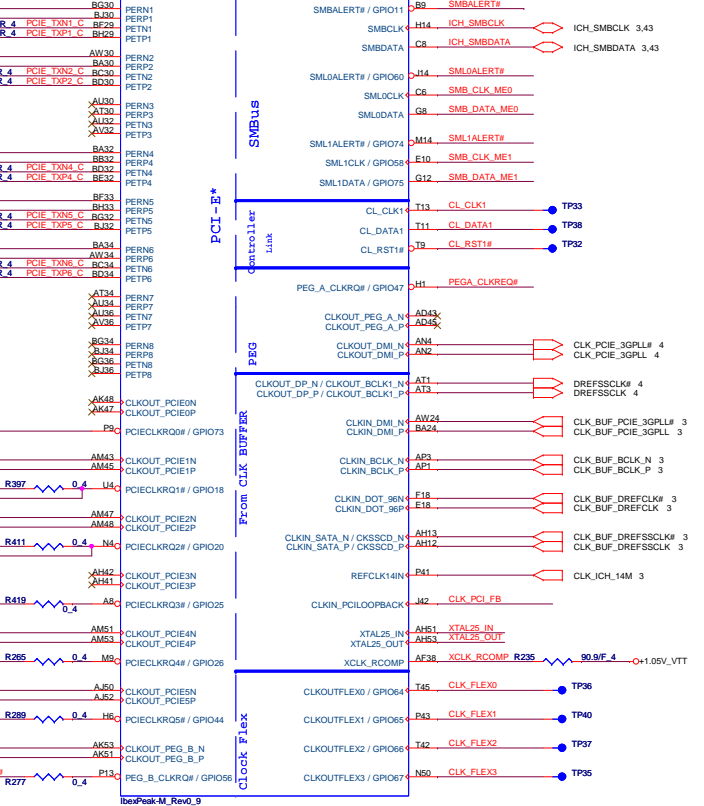 BG30 PERN1 SMBALERT# / GPIO11 B9 SMBALERT#
BJ30 PERP1
R_4 PCIE_TXN1_C BF29 PETN1 SMBCLK H14 ICH_SMBCLK ICH_SMBCLK 3,43
R_4 PCIE_TXP1_C BH29 PETP1
SMBDATA C8 ICH_SMBDATA ICH_SMBDATA 3,43
AW30 PERN2
BA30 PERP2
R_4 PCIE_TXN2_C BC30 PETN2 SML0ALERT# / GPIO60 J14 SML0ALERT#
R_4 PCIE_TXP2_C BD30 PETP2
SML0CLK C6 SMB_CLK_ME0
AU30 PERN3
AT30 PERP3 SML0DATA G8 SMB_DATA_ME0
AU32 PETN3
AV32 PETP3
SMBus
SML1ALERT# / GPIO74 M14 SML1ALERT#
BA32 PERN4
BB32 PERP4 SML1CLK / GPIO58 E10 SMB_CLK_ME1
R_4 PCIE_TXN4_C BD32 PETN4
R_4 PCIE_TXP4_C BE32 PETP4 SML1DATA / GPIO75 G12 SMB_DATA_ME1
PCI-E*
BF33 PERN5
BH33 PERP5 CL_CLK1 T13 CL_CLK1 TP33
R_4 PCIE_TXN5_C BG32 PETN5
R_4 PCIE_TXP5_C BJ32 PETP5 CL_DATA1 T11 CL_DATA1 TP38
Controller
Link
BA34 PERN6 CL_RST1# T9 CL_RST1# TP32
AW34 PERP6
R_4 PCIE_TXN6_C BC34 PETN6
R_4 PCIE_TXP6_C BD34 PETP6
PEG_A_CLKRQ# / GPIO47 H1 PEGA_CLKREQ#
AT34 PERN7
AU34 PERP7
AU36 PETN7 CLKOUT_PEG_A_N AD43
AV36 PETP7 CLKOUT_PEG_A_P AD45
PEG
BG34 PERN8 CLKOUT_DMI_N AN4 CLK_PCIE_3GPLL# 4
BJ34 PERP8 CLKOUT_DMI_P AN2 CLK_PCIE_3GPLL 4
BG36 PETN8
BJ36 PETP8
CLKOUT_DP_N / CLKOUT_BCLK1_N AT1 DREFSSCLK# 4
CLKOUT_DP_P / CLKOUT_BCLK1_P AT3 DREFSSCLK 4
AK48 CLKOUT_PCIE0N
AK47 CLKOUT_PCIE0P
CLKIN_DMI_N AW24 CLK_BUF_PCIE_3GPLL# 3
P9 PCIECLKRQ0# / GPIO73 CLKIN_DMI_P BA24 CLK_BUF_PCIE_3GPLL 3
From CLK BUFFER
AM43 CLKOUT_PCIE1N CLKIN_BCLK_N AP3 CLK_BUF_BCLK_N 3
AM45 CLKOUT_PCIE1P CLKIN_BCLK_P AP1 CLK_BUF_BCLK_P 3
R397 0_4 U4 PCIECLKRQ1# / GPIO18
CLKIN_DOT_96N F18 CLK_BUF_DREFCLK# 3
CLKIN_DOT_96P E18 CLK_BUF_DREFCLK 3
AM47 CLKOUT_PCIE2N
AM48 CLKOUT_PCIE2P
CLKIN_SATA_N / CKSSCD_N AH13 CLK_BUF_DREFSSCLK# 3
R411 0_4 N4 PCIECLKRQ2# / GPIO20 CLKIN_SATA_P / CKSSCD_P AH12 CLK_BUF_DREFSSCLK 3
AH42 CLKOUT_PCIE3N REFCLK14IN P41 CLK_ICH_14M 3
AH41 CLKOUT_PCIE3P
R419 0_4 A8 PCIECLKRQ3# / GPIO25 CLKIN_PCILOOPBACK J42 CLK_PCI_FB
AM51 CLKOUT_PCIE4N XTAL25_IN AH51 XTAL25_IN
AM53 CLKOUT_PCIE4P XTAL25_OUT AH53 XTAL25_OUT
R265 0_4 M9 PCIECLKRQ4# / GPIO26 XCLK_RCOMP AF38 XCLK_RCOMP R235 90.9/F_4 +1.05V_VTT
AJ50 CLKOUT_PCIE5N CLKOUTFLEX0 / GPIO64 T45 CLK_FLEX0 TP36
AJ52 CLKOUT_PCIE5P
R289 0_4 H6 PCIECLKRQ5# / GPIO44 CLKOUTFLEX1 / GPIO65 P43 CLK_FLEX1 TP40
Clock Flex
AK53 CLKOUT_PEG_B_N CLKOUTFLEX2 / GPIO66 T42 CLK_FLEX2 TP37
AK51 CLKOUT_PEG_B_P
R277 0_4 P13 PEG_B_CLKRQ# / GPIO56 CLKOUTFLEX3 / GPIO67 N50 CLK_FLEX3 TP35
IbexPeak-M_Rev0_9